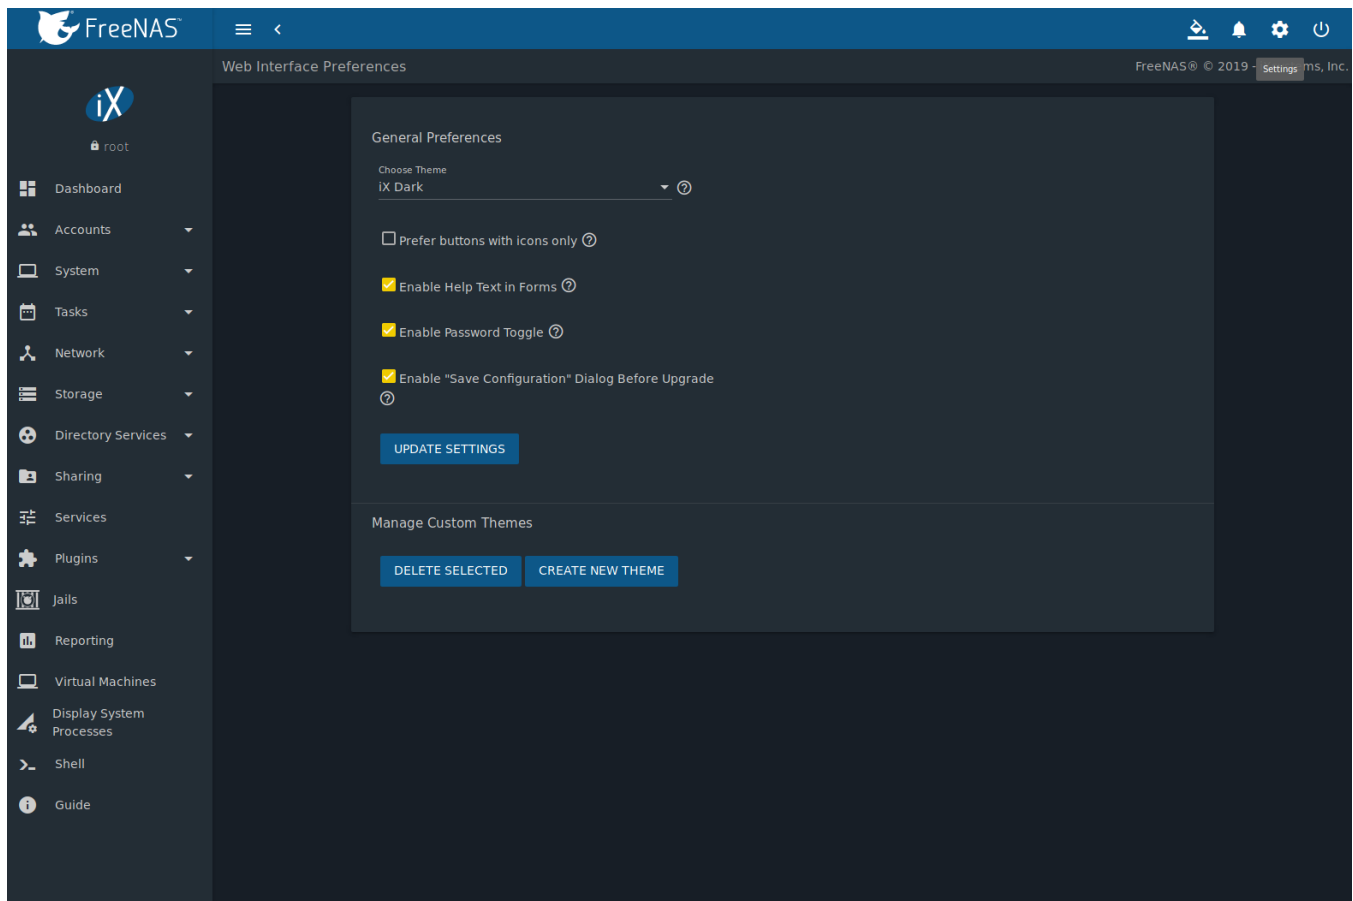 FreeNAS™
Web Interface Preferences
FreeNAS® © 2019 -
Settings
ms, Inc.
iX
root
Dashboard
Accounts
System
Tasks
Network
Storage
Directory Services
Sharing
Services
Plugins
Jails
Reporting
Virtual Machines
Display System
Processes
Shell
Guide
General Preferences
Choose Theme
iX Dark
Prefer buttons with icons only
Enable Help Text in Forms
Enable Password Toggle
Enable "Save Configuration" Dialog Before Upgrade
UPDATE SETTINGS
Manage Custom Themes
DELETE SELECTED CREATE NEW THEME